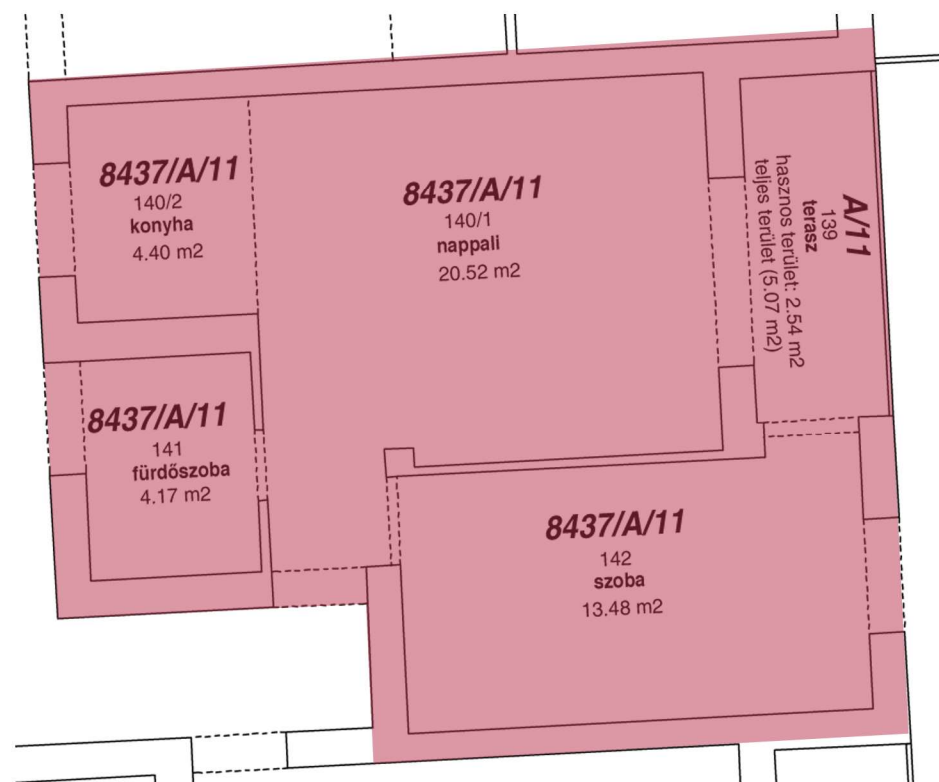 8437/A/11
140/2
konyha
4.40 m2
8437/A/11
140/1
nappali
20.52 m2
A/11
139
terasz
hasznos terület: 2.54 m2
teljes terület (5.07 m2)
8437/A/11
141
fürdőszoba
4.17 m2
8437/A/11
142
szoba
13.48 m2